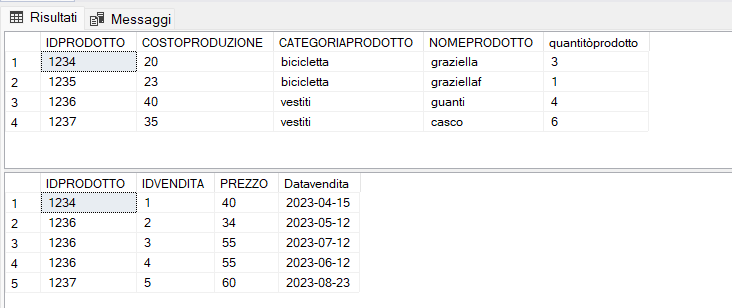 Risultati Messaggi
IDPRODOTTO COSTOPRODUZIONE CATEGORIAPRODOTTO NOMEPRODOTTO quantitòprodotto
1 1234 20 bicicletta graziella 3
2 1235 23 bicicletta graziellaf 1
3 1236 40 vestiti guanti 4
4 1237 35 vestiti casco 6
IDPRODOTTO IDVENDITA PREZZO Datavendita
1 1234 1 40 2023-04-15
2 1236 2 34 2023-05-12
3 1236 3 55 2023-07-12
4 1236 4 55 2023-06-12
5 1237 5 60 2023-08-23